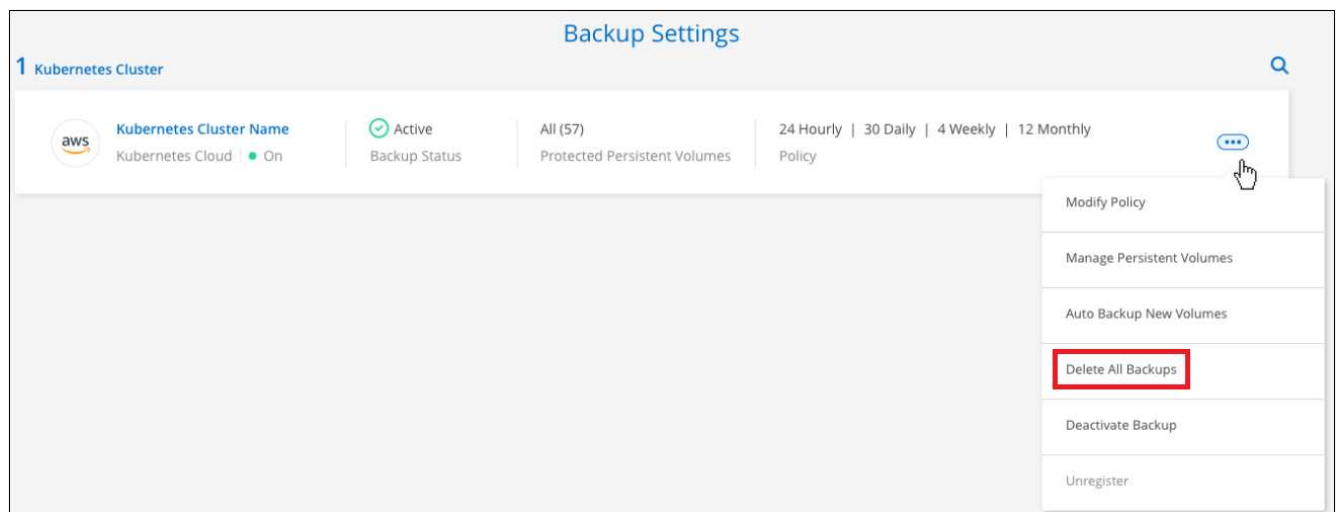 Backup Settings
1 Kubernetes Cluster
aws
Kubernetes Cluster Name
Kubernetes Cloud
On
Active
Backup Status
All (57)
Protected Persistent Volumes
24 Hourly | 30 Daily | 4 Weekly | 12 Monthly
Policy
Modify Policy
Manage Persistent Volumes
Auto Backup New Volumes
Delete All Backups
Deactivate Backup
Unregister